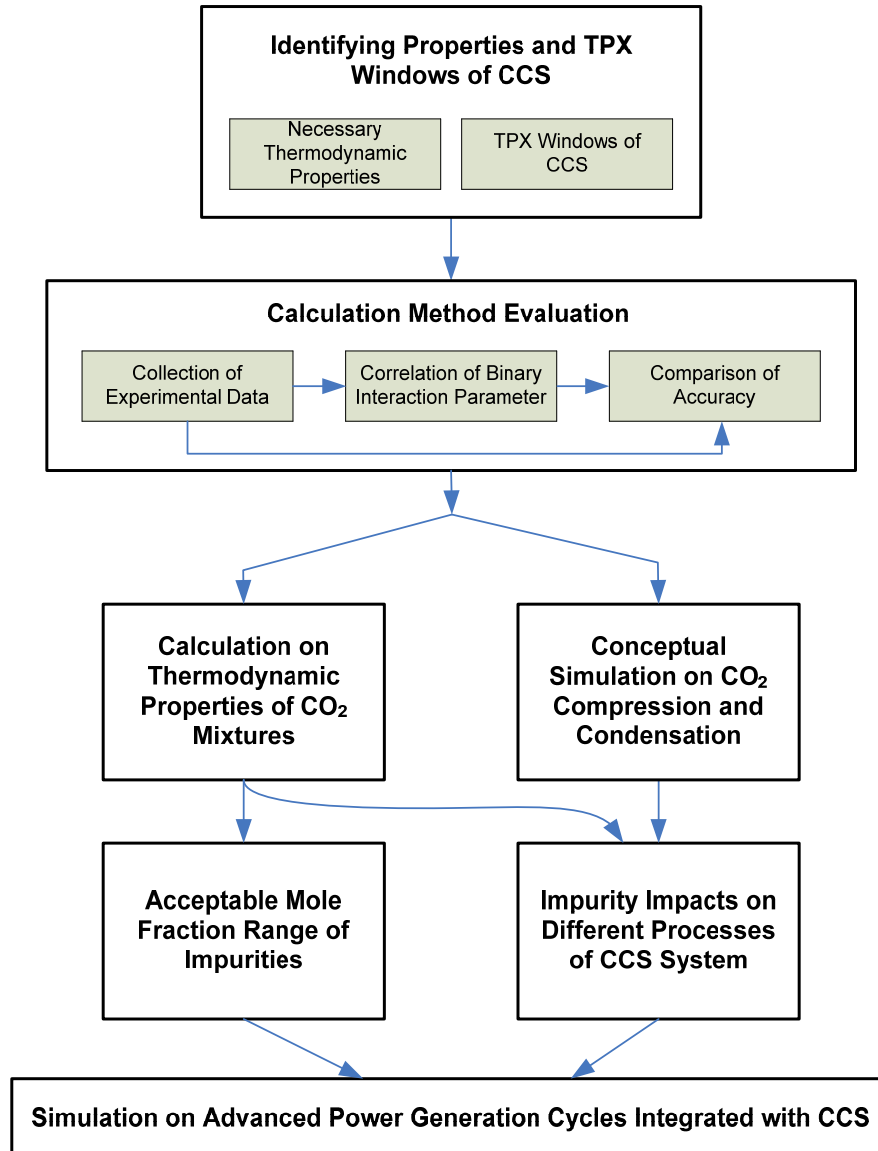 Identifying Properties and TPX
Windows of CCS
Necessary
Thermodynamic
Properties
TPX Windows of
CCS
Calculation Method Evaluation
Collection of
Experimental Data
Correlation of Binary
Interaction Parameter
Comparison of
Accuracy
Calculation on
Thermodynamic
Properties of CO₂
Mixtures
Conceptual
Simulation on CO₂
Compression and
Condensation
Acceptable Mole
Fraction Range of
Impurities
Impurity Impacts on
Different Processes
of CCS System
Simulation on Advanced Power Generation Cycles Integrated with CCS